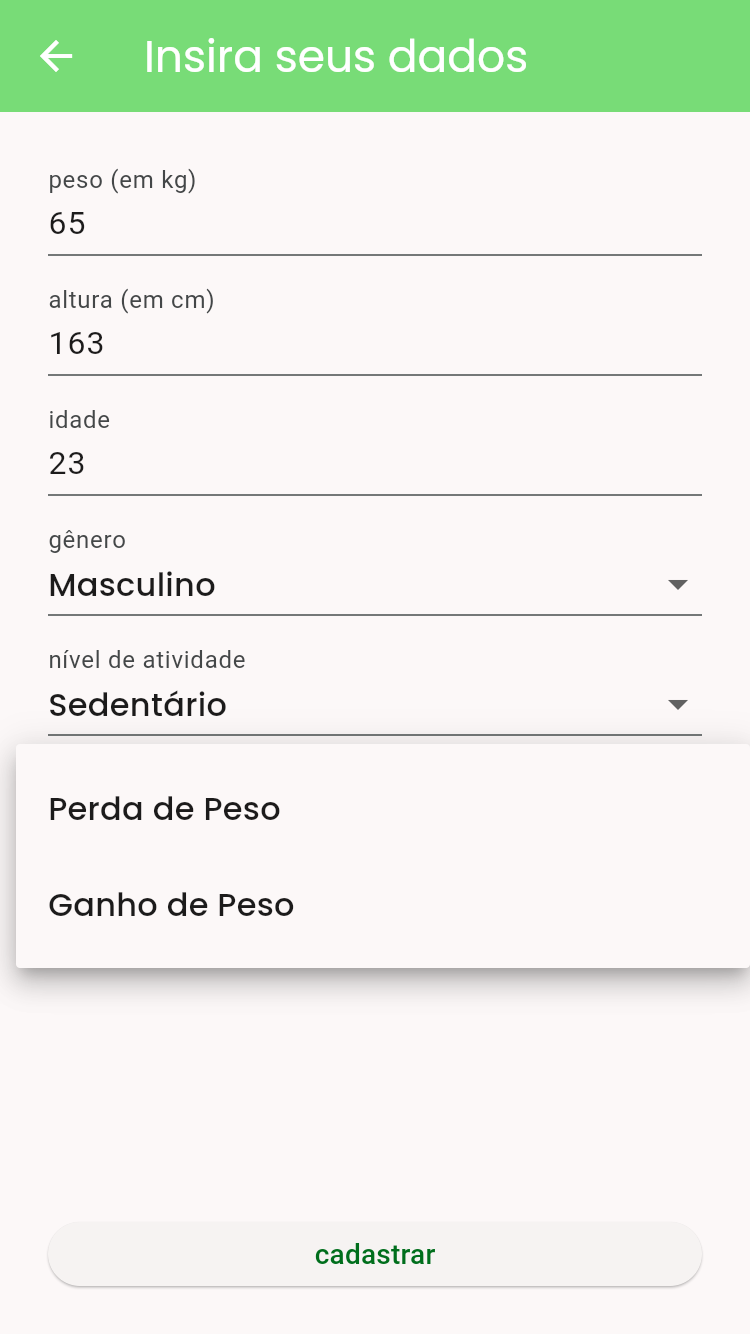 Insira seus dados
peso (em kg)
65
altura (em cm)
163
idade
23
gênero
Masculino
nível de atividade
Sedentário
Perda de Peso
Ganho de Peso
cadastrar